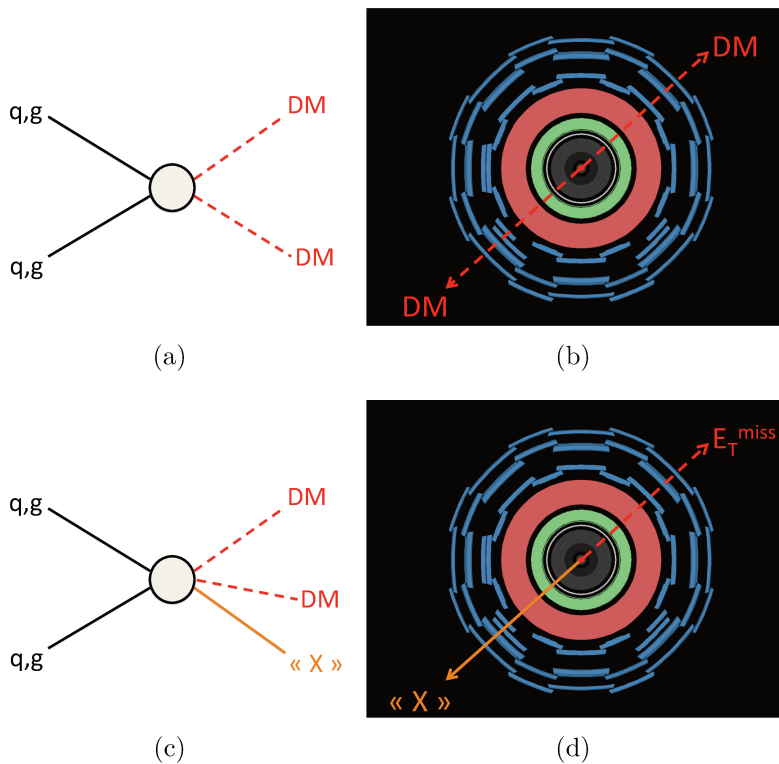 q,g
DM
q,g
DM
(a)
DM
DM
(b)
q,g
DM
DM
q,g
« X »
(c)
E_T^miss
« X »
(d)